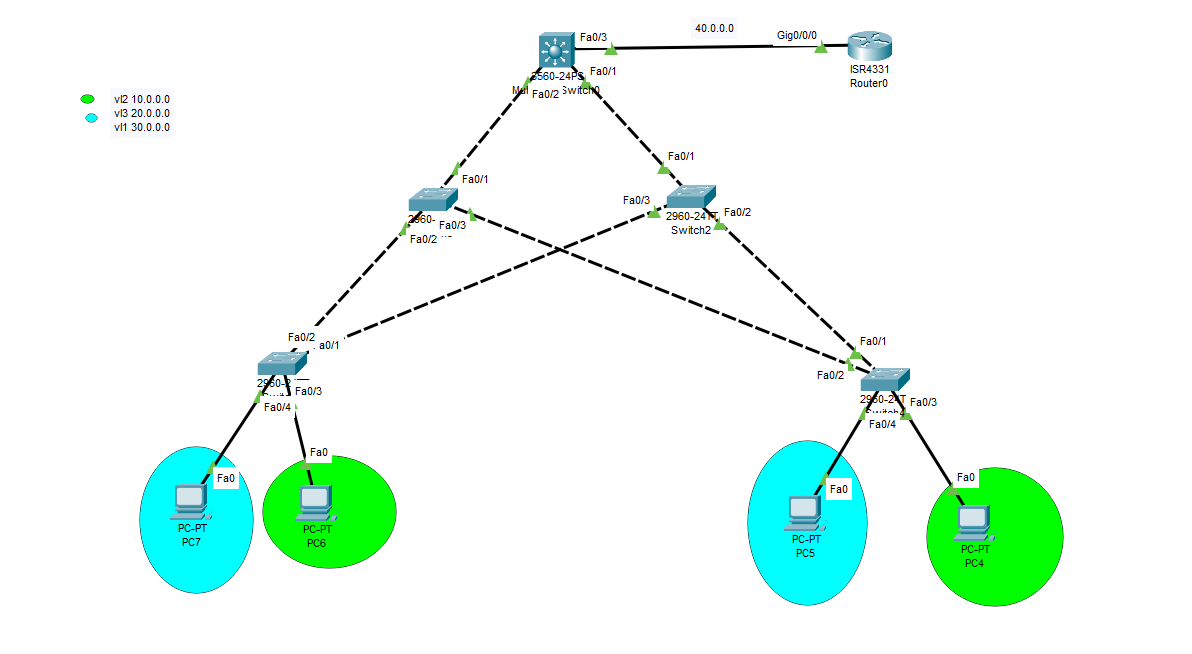 40.0.0.0
Fa0/3
Gig0/0/0
ISR4331
Router0
3560-24PS
Fa0/1
Fa0/2
vl2 10.0.0.0
vl3 20.0.0.0
vl1 30.0.0.0
Fa0/1
Fa0/1
Fa0/3
Fa0/2
2960-24TT
Switch2
2960-
Fa0/3
Fa0/2
Fa0/2
a0/1
Fa0/1
Fa0/2
2960-2
Fa0/3
Fa0/4
2960-24T
Switch4
Fa0/3
Fa0/4
Fa0
Fa0
Fa0
Fa0
PC-PT
PC7
PC-PT
PC6
PC-PT
PC5
PC-PT
PC4